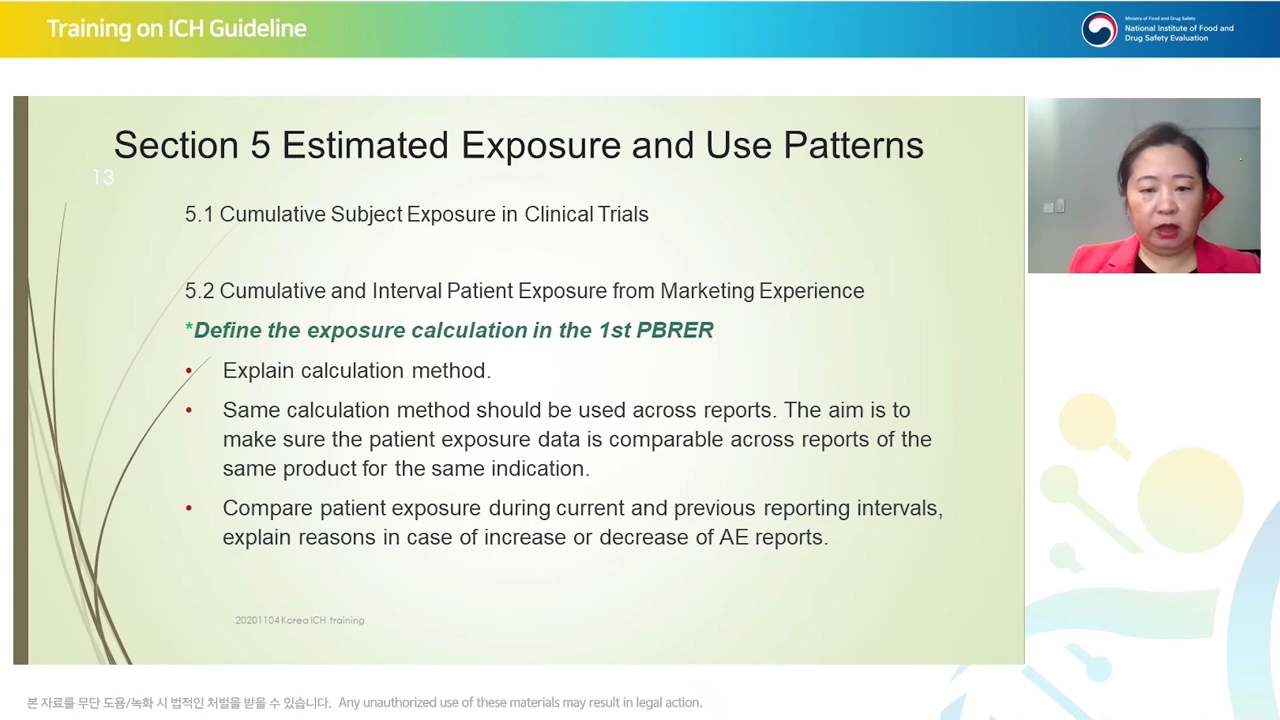 Training on ICH Guideline
Ministry of Food and Drug Safety
National Institute of Food and
Drug Safety Evaluation
Section 5 Estimated Exposure and Use Patterns
13
5.1 Cumulative Subject Exposure in Clinical Trials
5.2 Cumulative and Interval Patient Exposure from Marketing Experience
*Define the exposure calculation in the 1st PBRER
• Explain calculation method.
• Same calculation method should be used across reports. The aim is to
make sure the patient exposure data is comparable across reports of the
same product for the same indication.
• Compare patient exposure during current and previous reporting intervals,
explain reasons in case of increase or decrease of AE reports.
20201104 Korea ICH training
본 자료를 무단 도용/녹화 시 법적인 처벌을 받을 수 있습니다. Any unauthorized use of these materials may result in legal action.